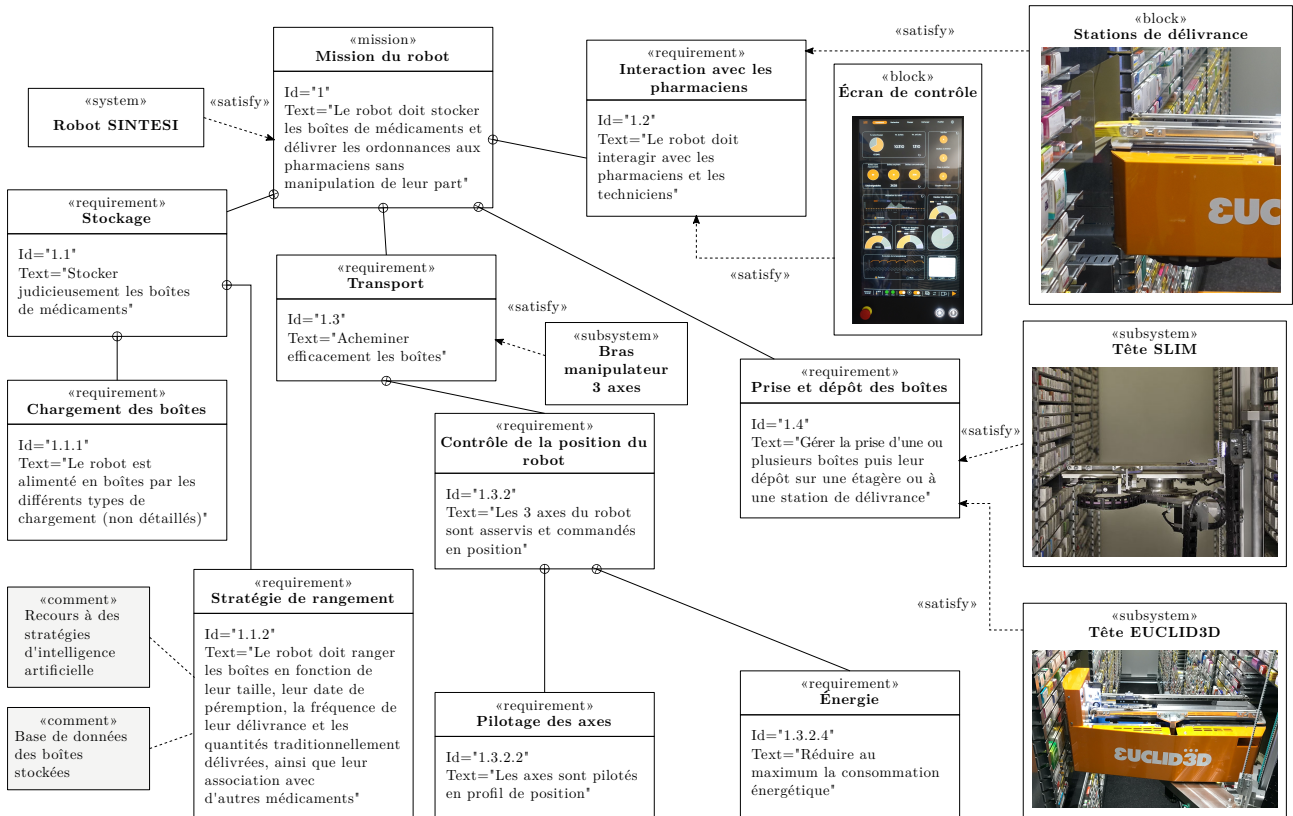 «mission»
Mission du robot
Id="1"
Text="Le robot doit stocker
les boîtes de médicaments et
délivrer les ordonnances aux
pharmaciens sans
manipulation de leur part"
«system»
Robot SINTESI
«satisfy»
«requirement»
Interaction avec les
pharmaciens
Id="1.2"
Text="Le robot doit
interagir avec les
pharmaciens et les
techniciens"
«satisfy»
«block»
Stations de délivrance
EUC
«block»
Écran de contrôle
«satisfy»
«requirement»
Stockage
Id="1.1"
Text="Stocker
judicieusement les boîtes
de médicaments"
«requirement»
Transport
Id="1.3"
Text="Acheminer
efficacement les boîtes"
«satisfy»
«subsystem»
Bras
manipulateur
3 axes
«subsystem»
Tête SLIM
«requirement»
Prise et dépôt des boîtes
Id="1.4"
Text="Gérer la prise d'une ou
plusieurs boîtes puis leur
dépôt sur une étagère ou à
une station de délivrance"
«satisfy»
«requirement»
Chargement des boîtes
Id="1.1.1"
Text="Le robot est
alimenté en boîtes par les
différents types de
chargement (non détaillés)"
«requirement»
Contrôle de la position du
robot
Id="1.3.2"
Text="Les 3 axes du robot
sont asservis et commandés
en position"
«comment»
Recours à des
stratégies
d'intelligence
artificielle
«comment»
Base de données
des boîtes
stockées
«requirement»
Stratégie de rangement
Id="1.1.2"
Text="Le robot doit ranger
les boîtes en fonction de
leur taille, leur date de
péremption, la fréquence de
leur délivrance et les
quantités traditionnellement
délivrées, ainsi que leur
association avec
d'autres médicaments"
«requirement»
Pilotage des axes
Id="1.3.2.2"
Text="Les axes sont pilotés
en profil de position"
«requirement»
Énergie
Id="1.3.2.4"
Text="Réduire au
maximum la consommation
énergétique"
«satisfy»
«subsystem»
Tête EUCLID3D
EUCLID3D